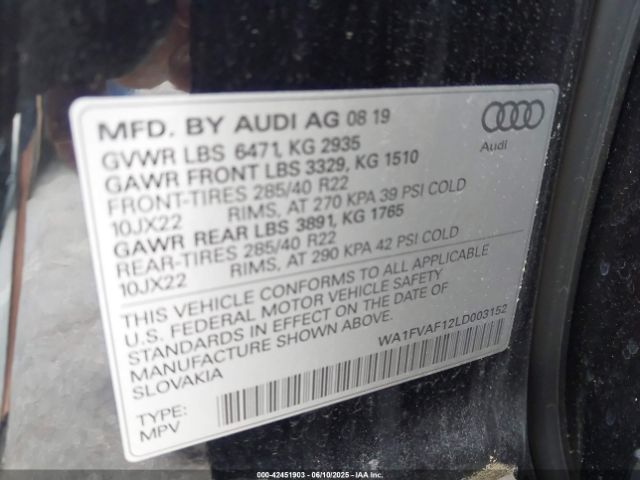 MFD. BY AUDI AG 08 19
GVWR LBS 6471, KG 2935
GAWR FRONT LBS 3329, KG 1510
FRONT-TIRES 285/40 R22
10JX22 RIMS, AT 270 KPA 39 PSI COLD
GAWR REAR LBS 3891, KG 1765
REAR-TIRES 285/40 R22
10JX22 RIMS, AT 290 KPA 42 PSI COLD
THIS VEHICLE CONFORMS TO ALL APPLICABLE
U.S. FEDERAL MOTOR VEHICLE SAFETY
STANDARDS IN EFFECT ON THE DATE OF
MANUFACTURE SHOWN ABOVE.
SLOVAKIA
WA1FVAF12LD003152
TYPE:
MPV
Audi
00-42451903 | 06/10/2025 - COPART